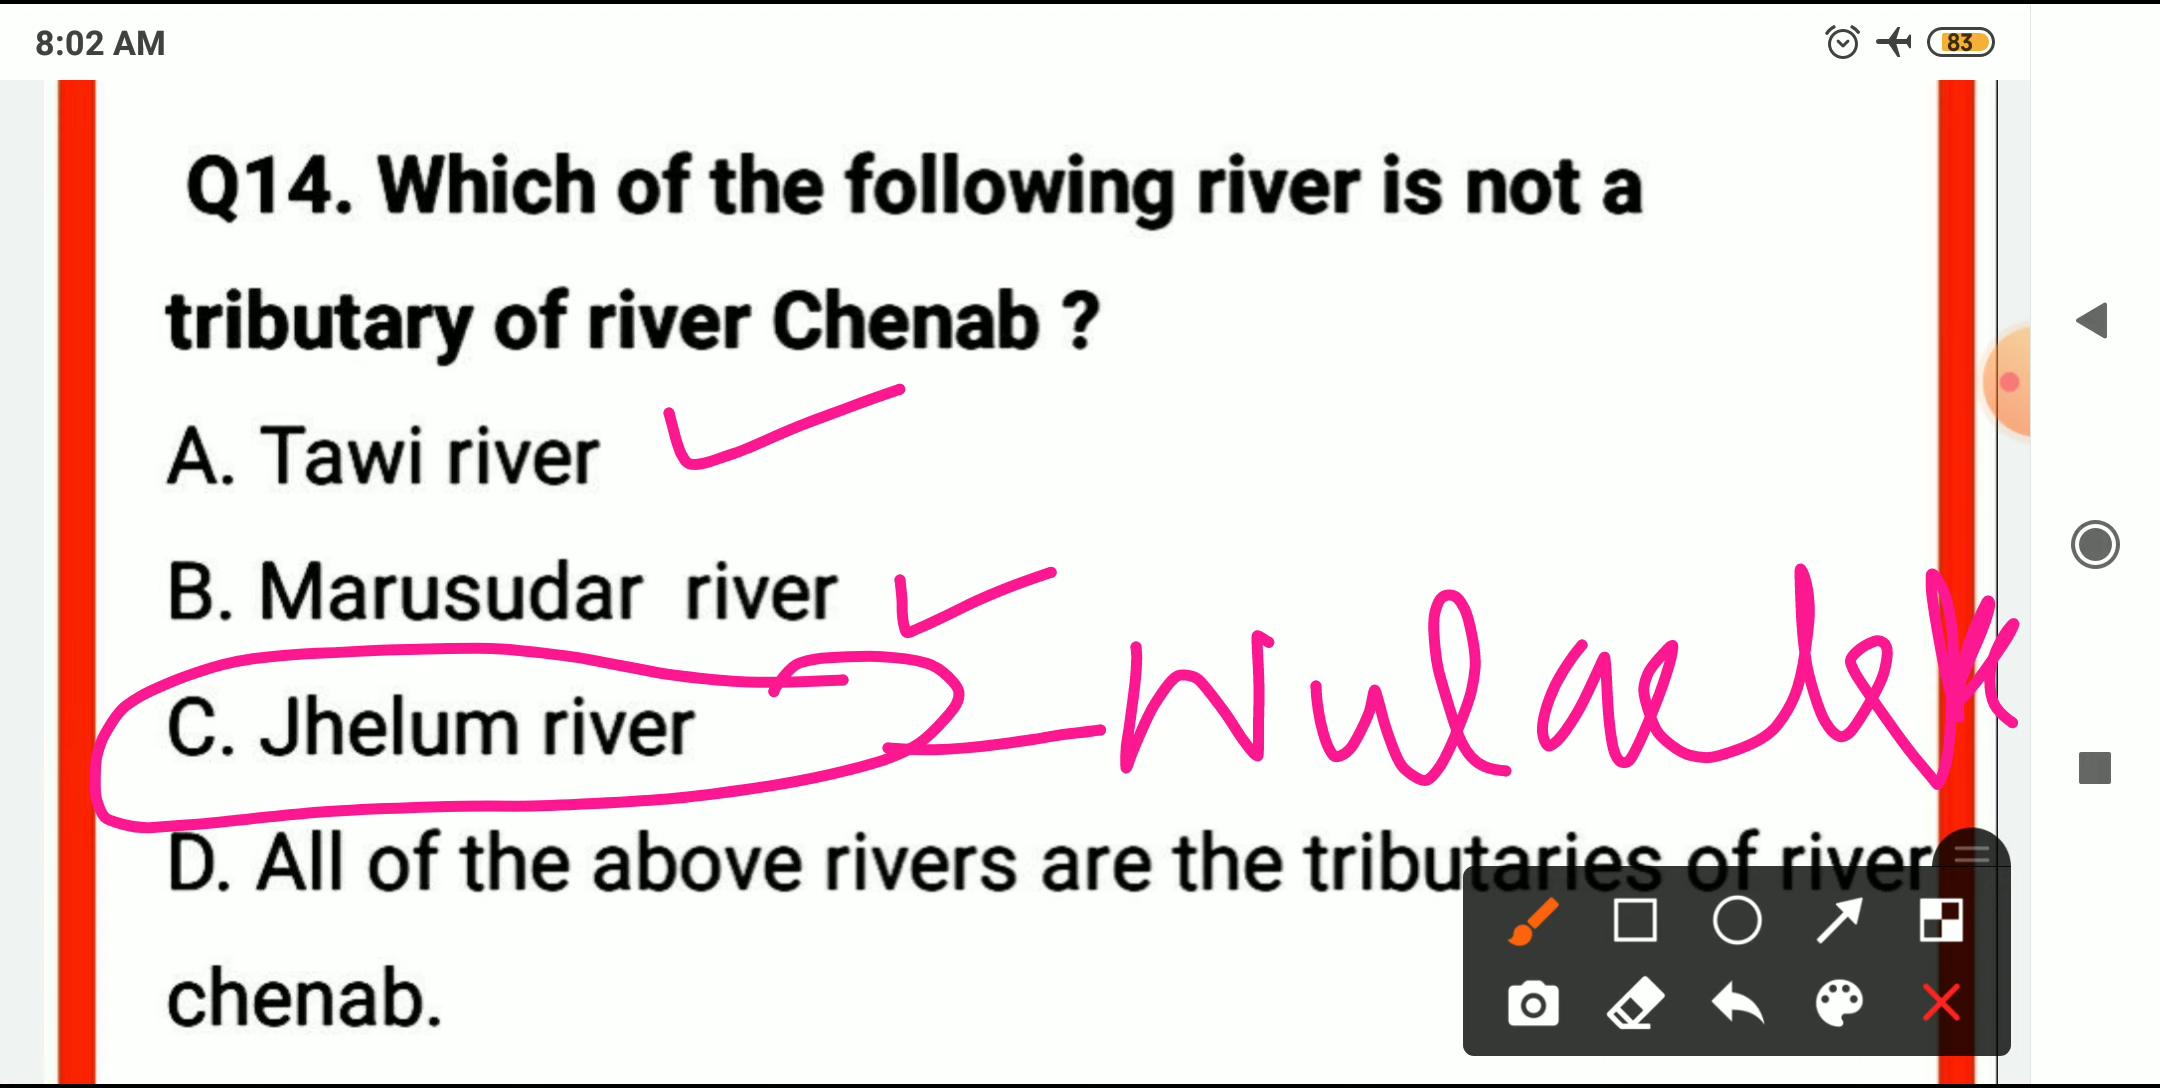 8:02 AM
83
Q14. Which of the following river is not a
tributary of river Chenab ?
A. Tawi river
B. Marusudar river
C. Jhelum river
D. All of the above rivers are the tributaries of river
chenab.